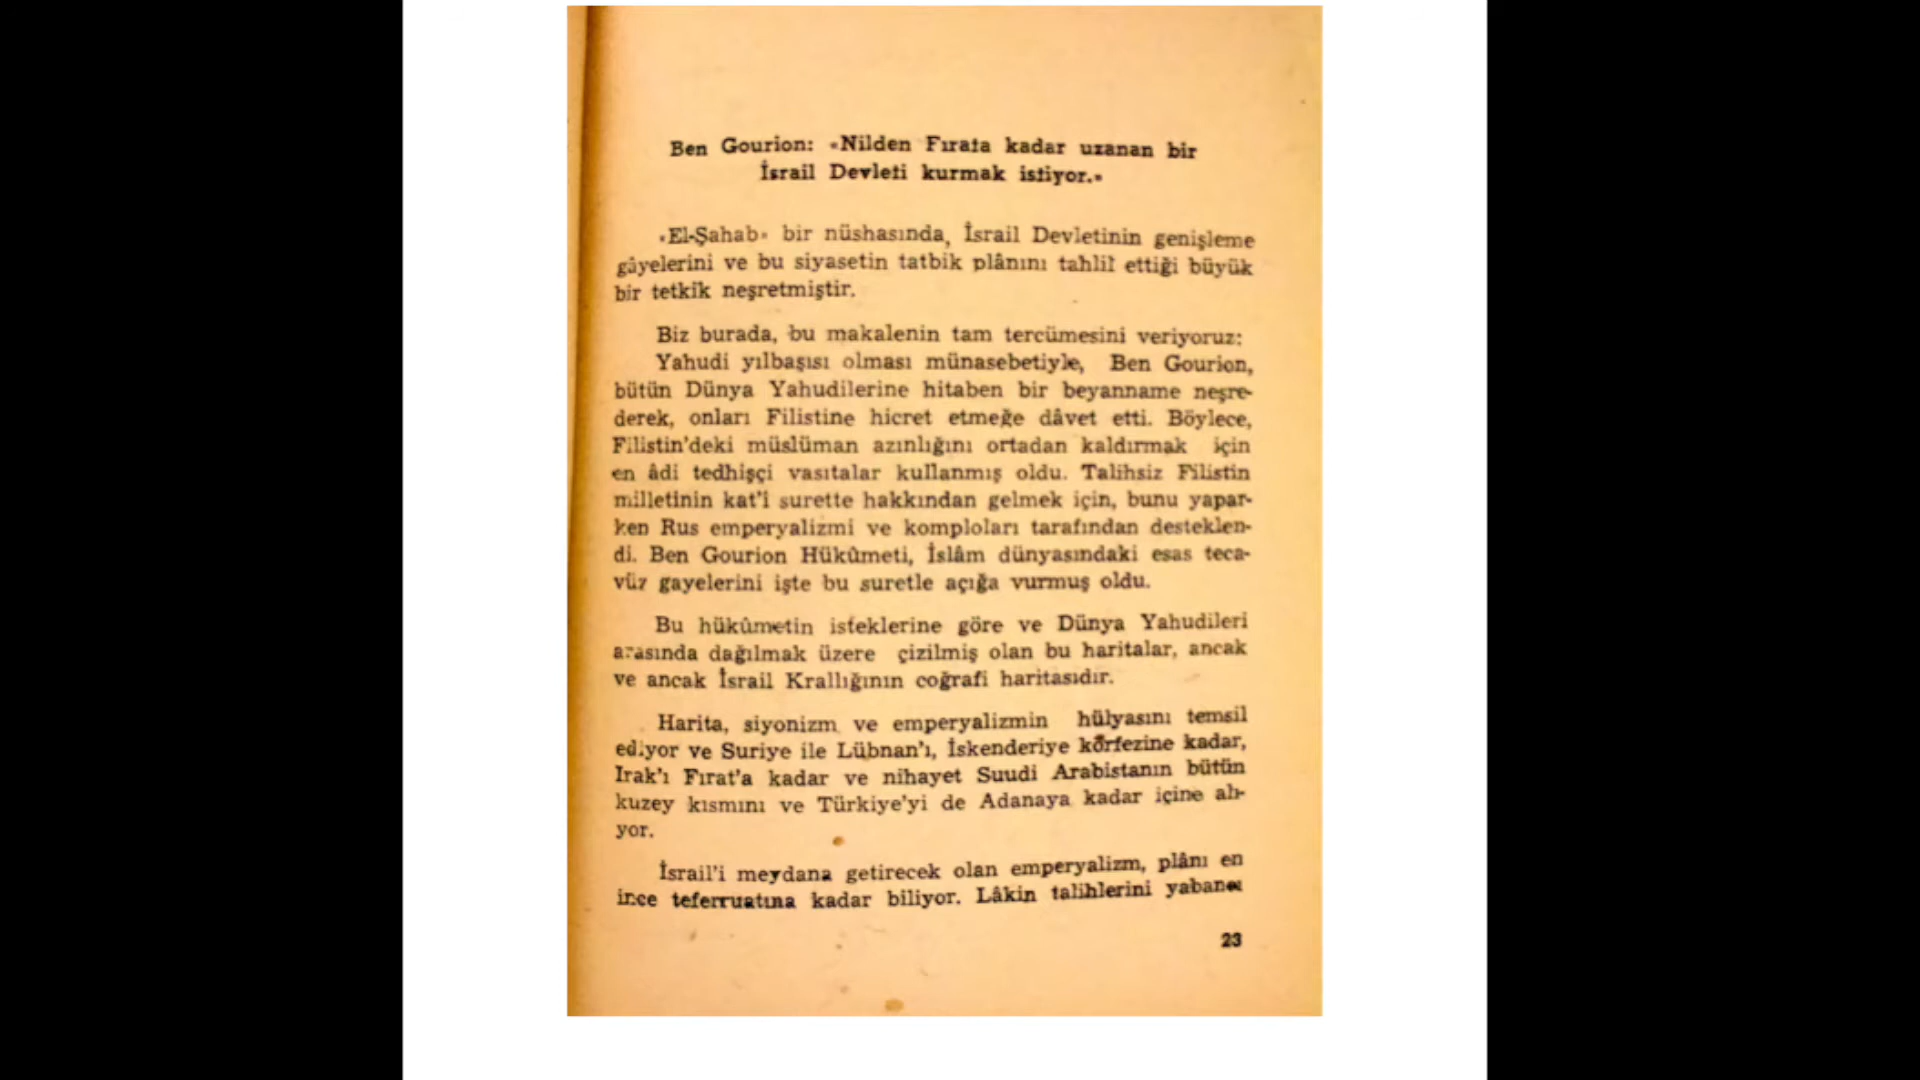 Ben Gourion: «Nilden Fırata kadar uzanan bir
İsrail Devleti kurmak istiyor.»
«El-Şahab» bir nüshasında, İsrail Devletinin genişleme
gâyelerini ve bu siyasetin tatbik plânını tahlil ettiği büyük
bir tetkik neşretmiştir.
Biz burada, bu makalenin tam tercümesini veriyoruz:
Yahudi yılbaşısı olması münasebetiyle, Ben Gourion,
bütün Dünya Yahudilerine hitaben bir beyanname neşre-
derek, onları Filistine hicret etmeğe dâvet etti. Böylece,
Filistin'deki müslüman azınlığını ortadan kaldırmak için
en âdi tedhişçi vasıtalar kullanmış oldu. Talihsiz Filistin
milletinin kat'i surette hakkından gelmek için, bunu yapar-
ken Rus emperyalizmi ve komploları tarafından desteklen-
di. Ben Gourion Hükûmeti, İslâm dünyasındaki esas teca-
vüz gayelerini işte bu suretle açığa vurmuş oldu.
Bu hükûmetin isteklerine göre ve Dünya Yahudileri
arasında dağılmak üzere çizilmiş olan bu haritalar, ancak
ve ancak İsrail Krallığının coğrafi haritasıdır.
Harita, siyonizm ve emperyalizmin hülyasını temsil
ediyor ve Suriye ile Lübnan'ı, İskenderiye körfezine kadar,
Irak'ı Fırat'a kadar ve nihayet Suudi Arabistanın bütün
kuzey kısmını ve Türkiye'yi de Adanaya kadar içine alı-
yor.
İsrail'i meydana getirecek olan emperyalizm, plânı en
ince teferruatına kadar biliyor. Lâkin talihlerini yabancı
23